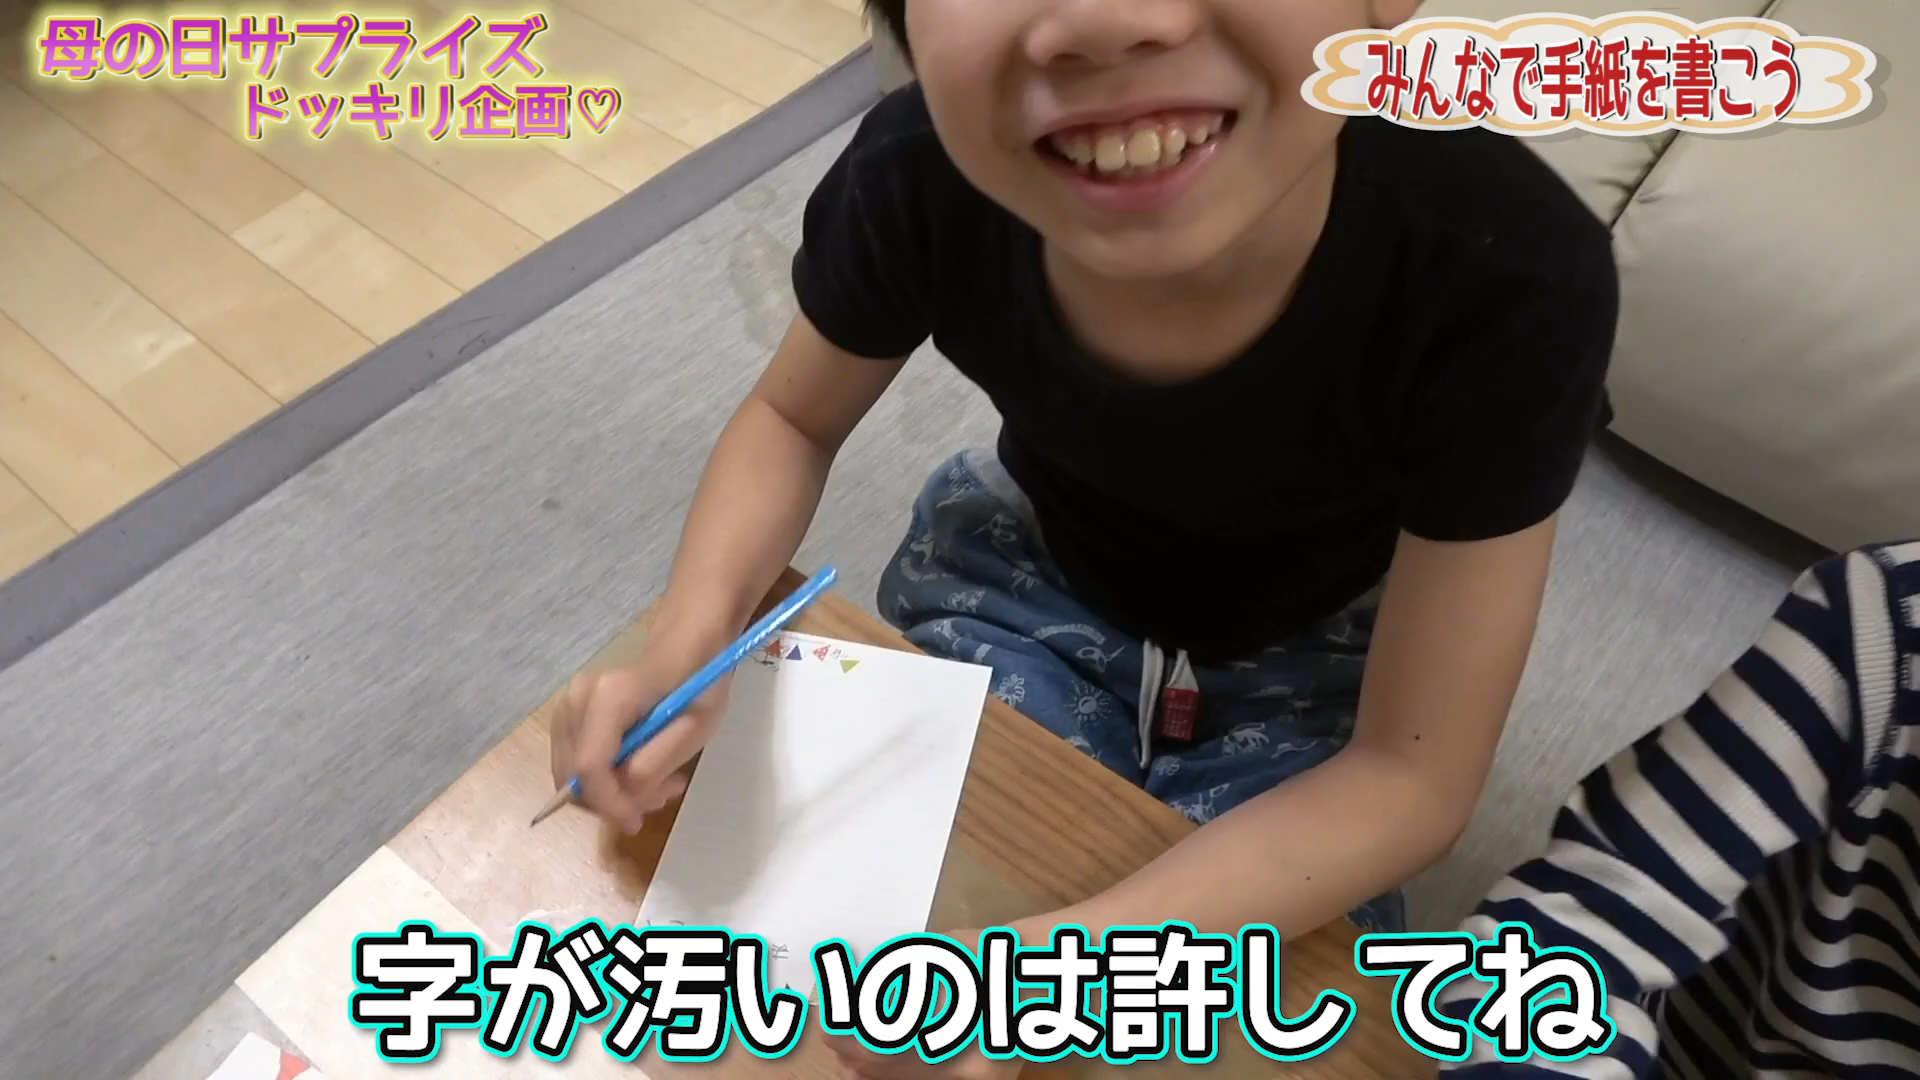 母の日サプライズ
ドッキリ企画♡
みんなで手紙を書こう
字が汚いのは許してね